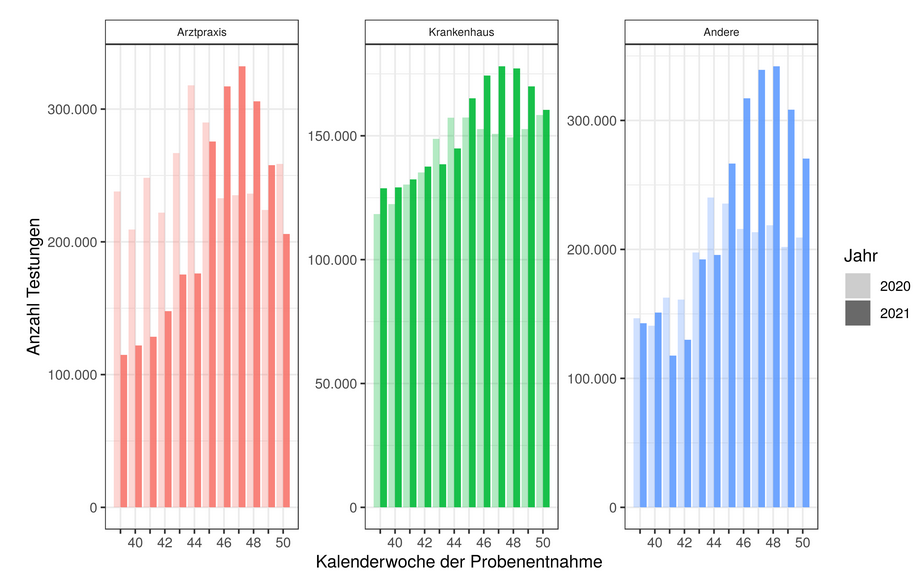 Arztpraxis
Krankenhaus
Andere
300.000
200.000
100.000
0
150.000
100.000
50.000
0
300.000
200.000
100.000
0
40 42 44 46 48 50
40 42 44 46 48 50
40 42 44 46 48 50
Anzahl Testungen
Kalenderwoche der Probenentnahme
Jahr
2020
2021